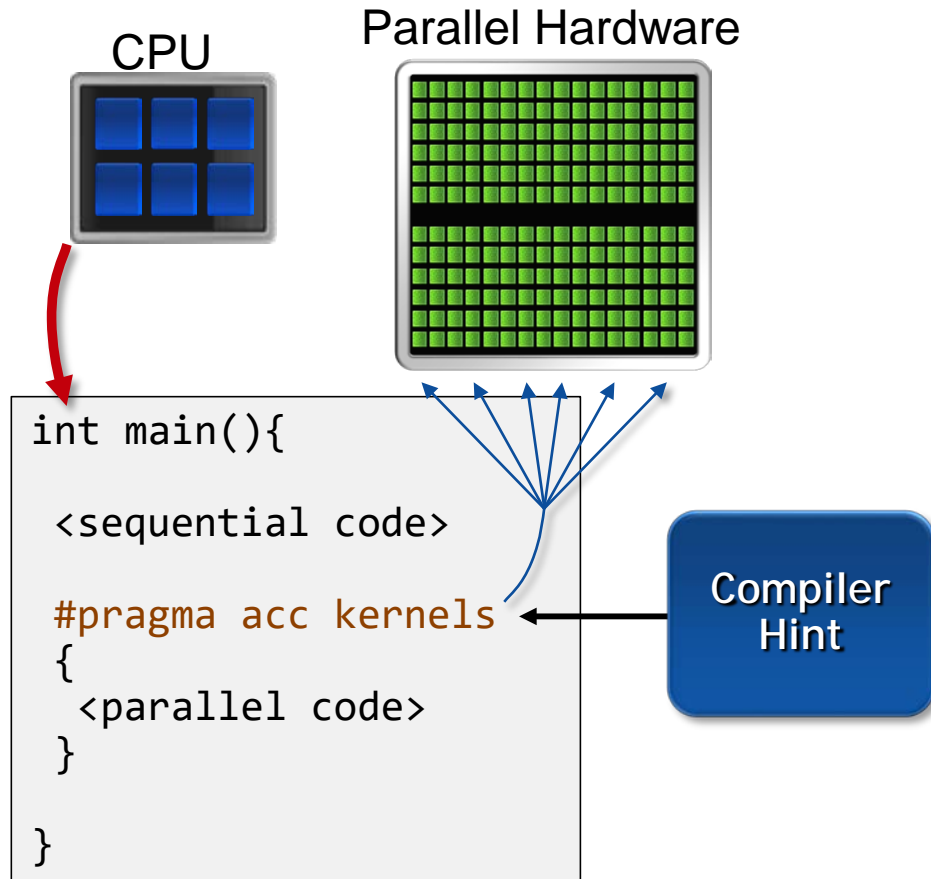 CPU
Parallel Hardware
int main(){
<sequential code>
#pragma acc kernels
{
<parallel code>
}
}
Compiler
Hint